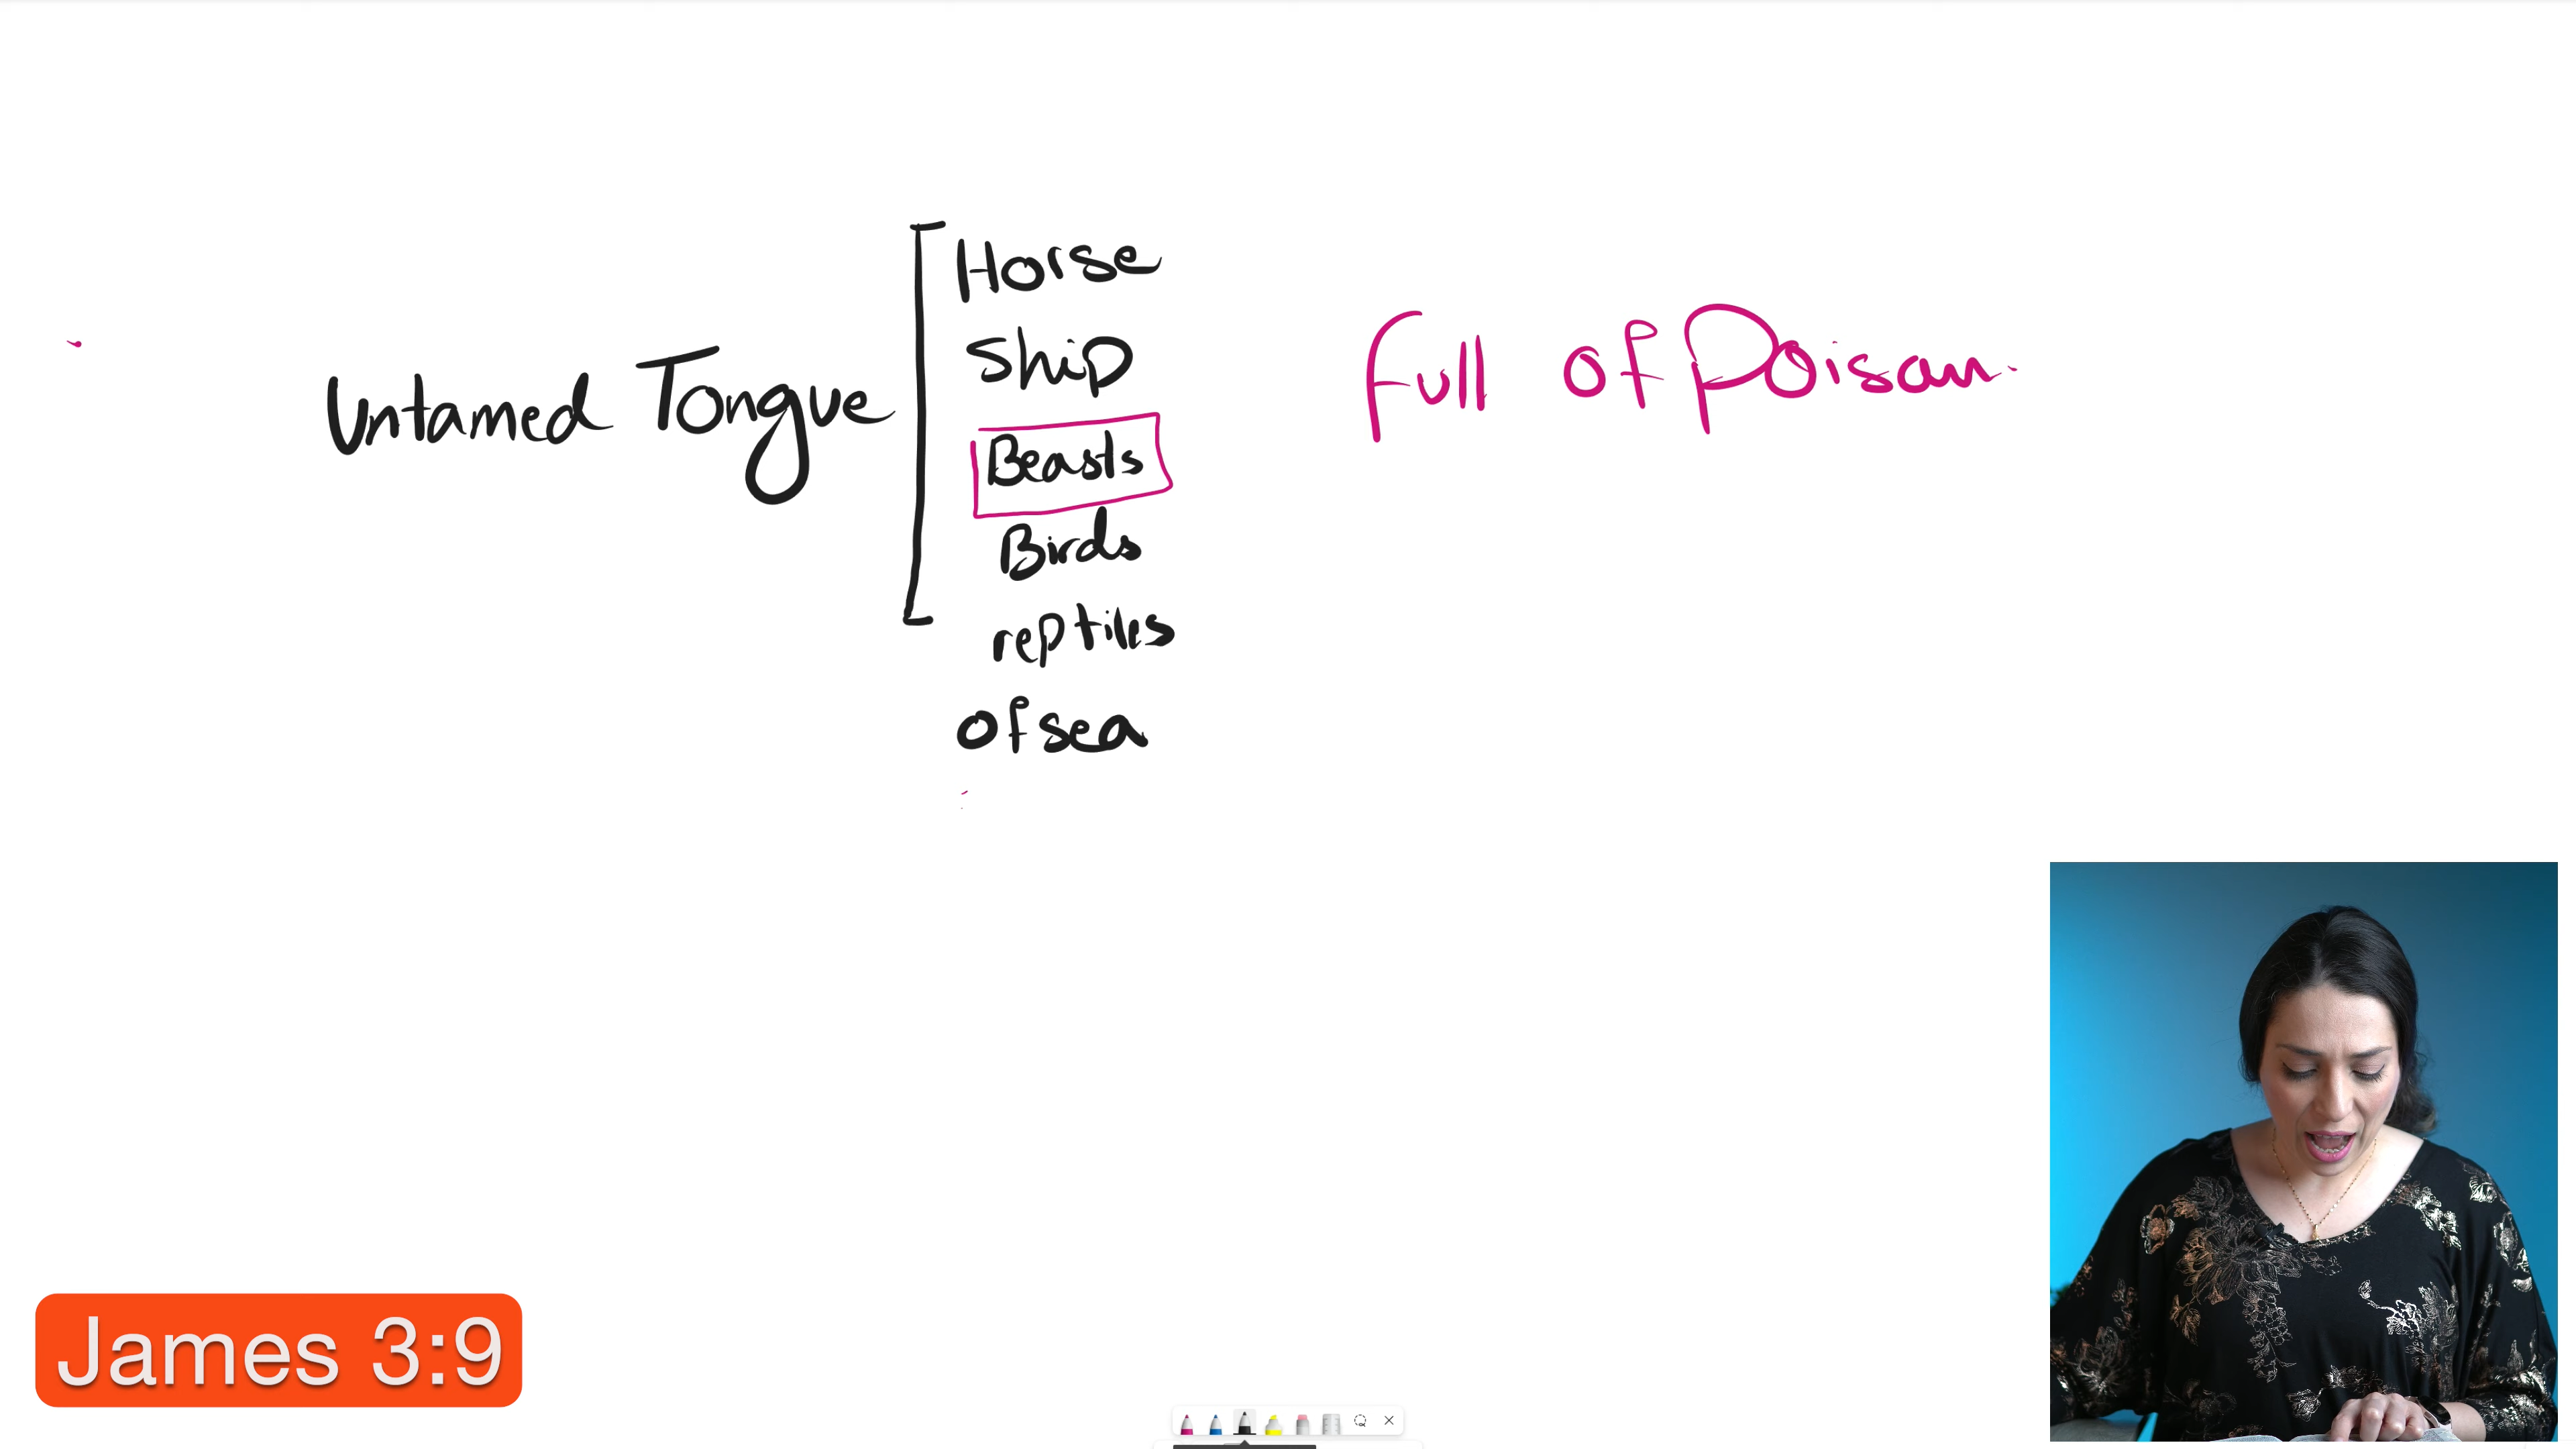 Untamed Tongue
Horse
Ship
Beasts
Birds
reptiles
of sea
Full of Poison.
James 3:9